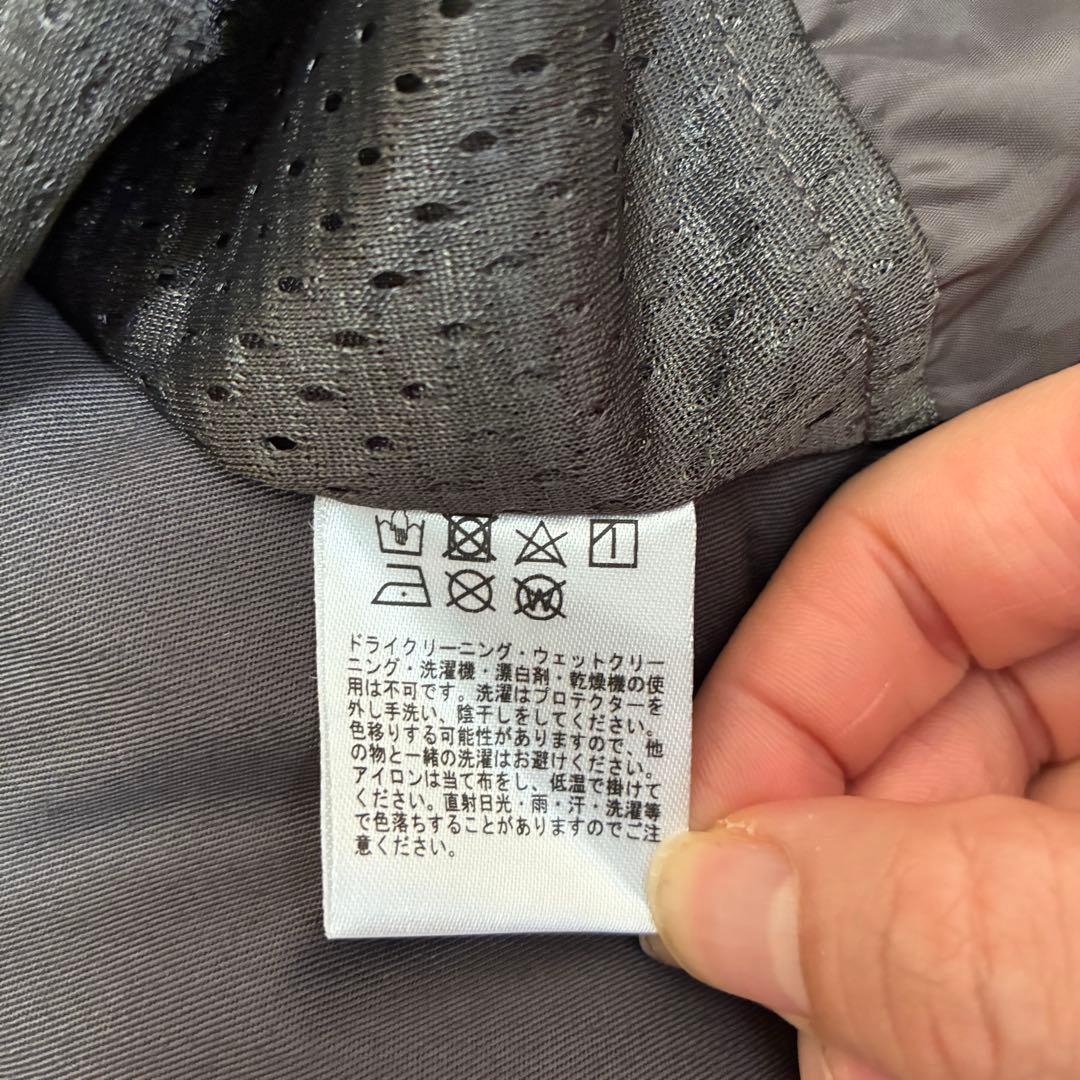 W
ドライクリーニング・ウェットクリー
ニング・洗濯機・漂白剤・乾燥機の使
用は不可です。洗濯はプロテクターを
外し手洗い、陰干しをしてください。
色移りする可能性がありますので、他
の物と一緒の洗濯はお避けください。
アイロンは当て布をし、低温で掛けて
ください。直射日光・雨・汗・洗濯等
で色落ちすることがありますのでご注
意ください。